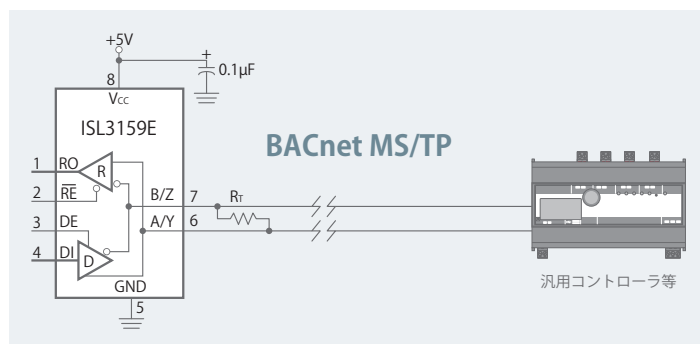 +5V
+
0.1µF
8
Vcc
ISL3159E
BACnet MS/TP
1 RO R
2 RE
B/Z 7 RT
3 DE
A/Y 6
4 DI D
GND
5
汎用コントローラ等